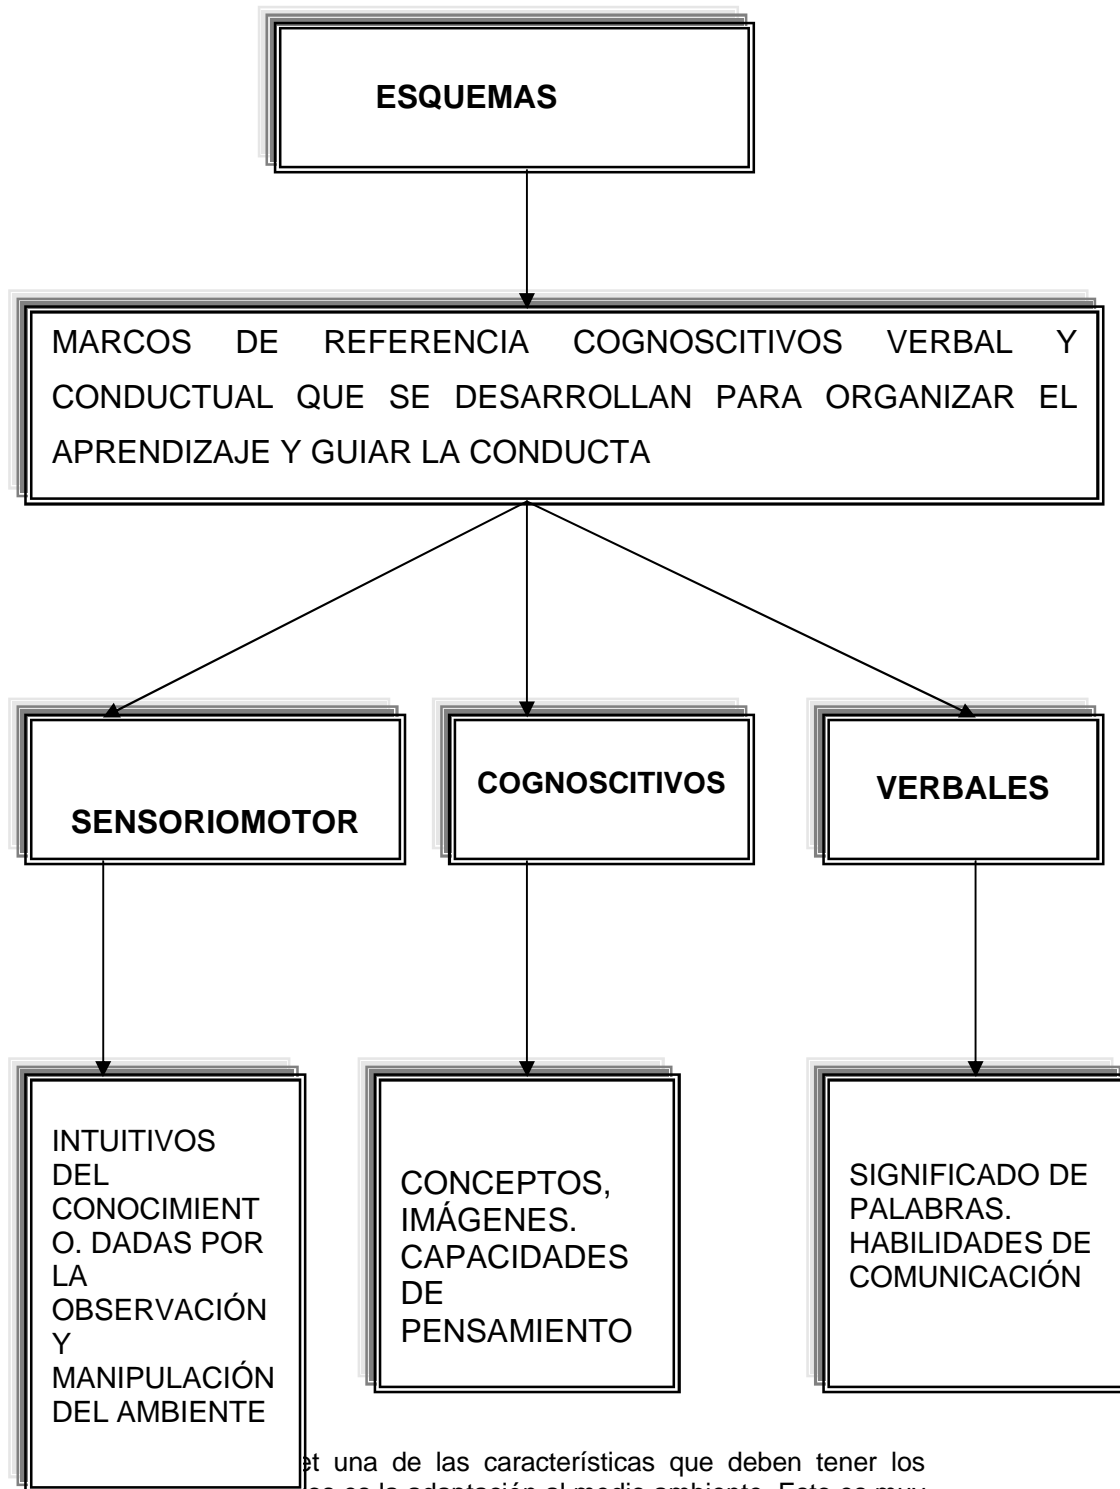 ESQUEMAS
MARCOS DE REFERENCIA COGNOSCITIVOS VERBAL Y
CONDUCTUAL QUE SE DESARROLLAN PARA ORGANIZAR EL
APRENDIZAJE Y GUIAR LA CONDUCTA
SENSORIOMOTOR
COGNOSCITIVOS
VERBALES
INTUITIVOS
DEL
CONOCIMIENT
O. DADAS POR
LA
OBSERVACIÓN
Y
MANIPULACIÓN
DEL AMBIENTE
CONCEPTOS,
IMÁGENES.
CAPACIDADES
DE
PENSAMIENTO
SIGNIFICADO DE
PALABRAS.
HABILIDADES DE
COMUNICACIÓN
una de las características que deben tener los
es la adaptación al medio ambiente. Esto es muy